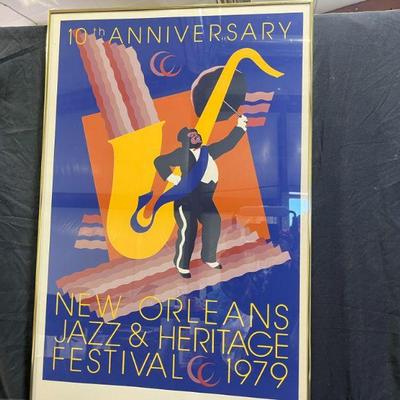 10th ANNIVERSARY
NEW ORLEANS
JAZZ & HERITAGE
FESTIVAL 1979